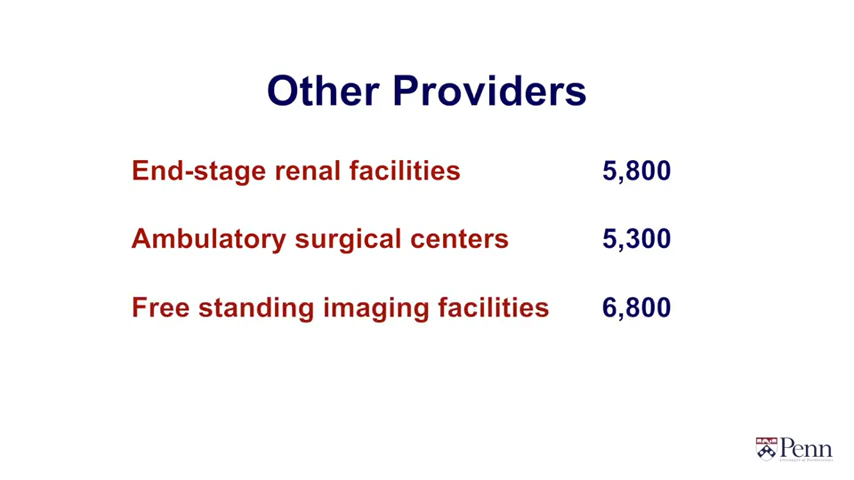 Other Providers
End-stage renal facilities 5,800
Ambulatory surgical centers 5,300
Free standing imaging facilities 6,800
Penn